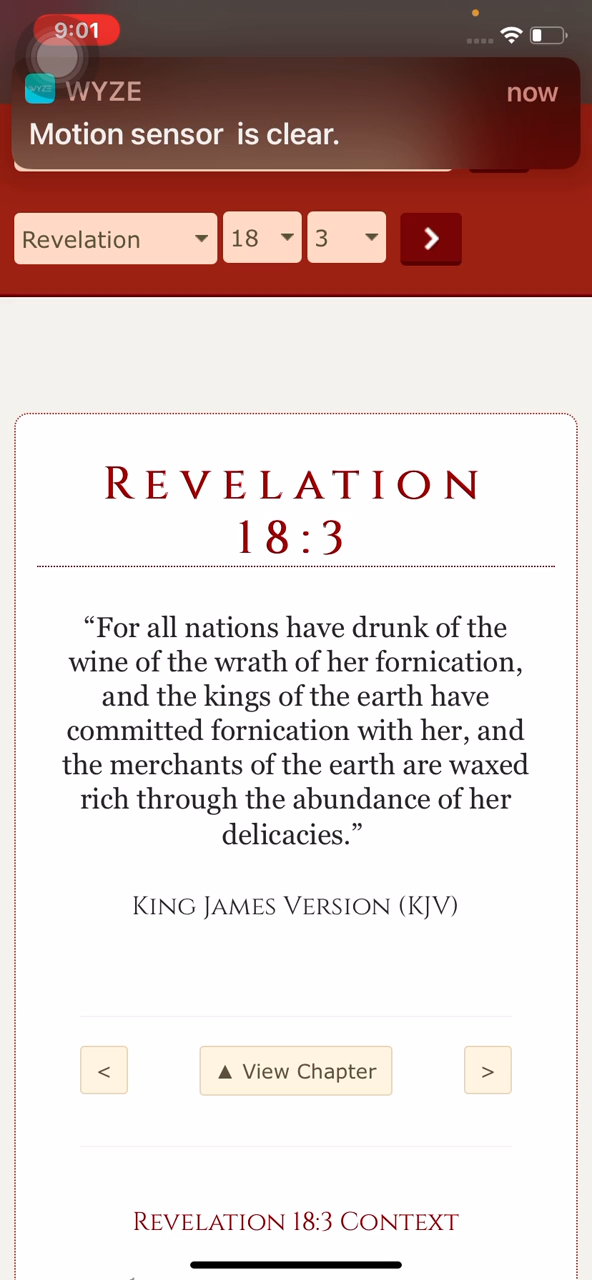 9:01
WYZE
WYZE
now
Motion sensor is clear.
Revelation
18
3
REVELATION
18:3
“For all nations have drunk of the
wine of the wrath of her fornication,
and the kings of the earth have
committed fornication with her, and
the merchants of the earth are waxed
rich through the abundance of her
delicacies.”
King James Version (KJV)
<
▲ View Chapter
>
Revelation 18:3 Context